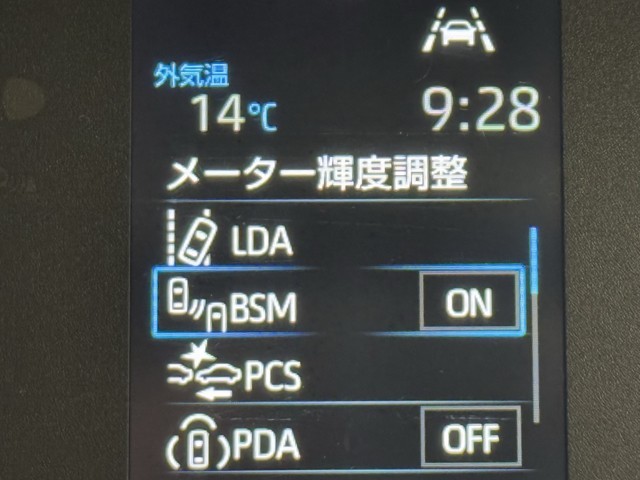 外気温
14℃ 9:28
メーター輝度調整
LDA
BSM ON
PCS
PDA OFF